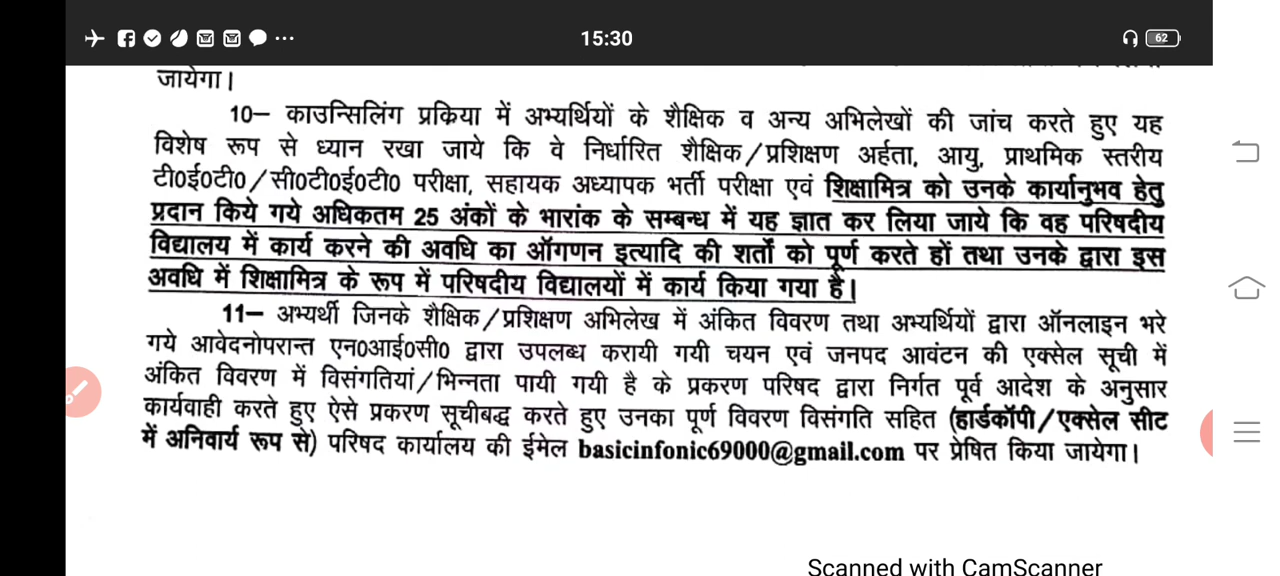 15:30
62
जायेगा।
10– काउन्सिलिंग प्रकिया में अभ्यर्थियों के शैक्षिक व अन्य अभिलेखों की जांच करते हुए यह
विशेष रूप से ध्यान रखा जाये कि वे निर्धारित शैक्षिक/प्रशिक्षण अर्हता, आयु, प्राथमिक स्तरीय
टी0ई0टी0/सी0टी0ई0टी0 परीक्षा, सहायक अध्यापक भर्ती परीक्षा एवं शिक्षामित्र को उनके कार्यानुभव हेतु
प्रदान किये गये अधिकतम 25 अंकों के भारांक के सम्बन्ध में यह ज्ञात कर लिया जाये कि वह परिषदीय
विद्यालय में कार्य करने की अवधि का ऑगणन इत्यादि की शर्तो को पूर्ण करते हों तथा उनके द्वारा इस
अवधि में शिक्षामित्र के रूप में परिषदीय विद्यालयों में कार्य किया गया है।
11– अभ्यर्थी जिनके शैक्षिक/प्रशिक्षण अभिलेख में अंकित विवरण तथा अभ्यर्थियों द्वारा ऑनलाइन भरे
गये आवेदनोपरान्त एन0आई0सी0 द्वारा उपलब्ध करायी गयी चयन एवं जनपद आवंटन की एक्सेल सूची में
अंकित विवरण में विसंगतियां/भिन्नता पायी गयी है के प्रकरण परिषद द्वारा निर्गत पूर्व आदेश के अनुसार
कार्यवाही करते हुए ऐसे प्रकरण सूचीबद्ध करते हुए उनका पूर्ण विवरण विसंगति सहित (हार्डकॉपी/एक्सेल सीट
में अनिवार्य रूप से) परिषद कार्यालय की ईमेल basicinfonic69000@gmail.com पर प्रेषित किया जायेगा।
Scanned with CamScanner